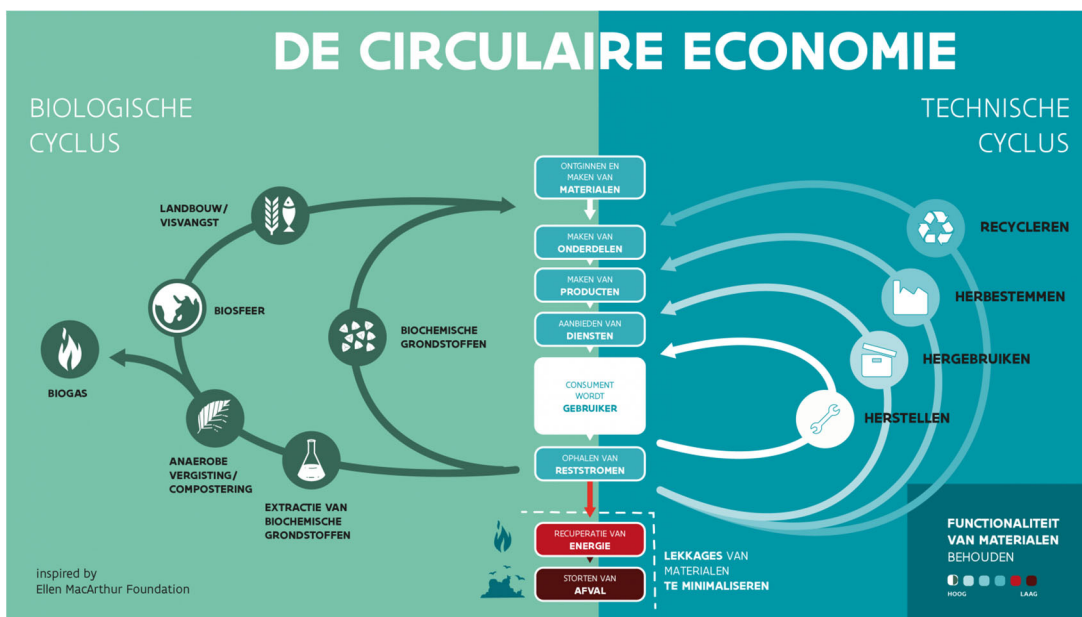 DE CIRCULAIRE ECONOMIE
BIOLOGISCHE
CYCLUS
TECHNISCHE
CYCLUS
LANDBOUW/
VISVANGST
BIOSFEER
BIOGAS
ANAEROBE
VERGISTING/
COMPOSTERING
EXTRACTIE VAN
BIOCHEMISCHE
GRONDSTOFFEN
BIOCHEMISCHE
GRONDSTOFFEN
ONTGINNEN EN
MAKEN VAN
MATERIALEN
MAKEN VAN
ONDERDELEN
MAKEN VAN
PRODUCTEN
AANBIEDEN VAN
DIENSTEN
CONSUMENT
WORDT
GEBRUIKER
OPHALEN VAN
RESTSTROMEN
RECUPERATIE VAN
ENERGIE
STORTEN VAN
AFVAL
LEKKAGES VAN
MATERIALEN
TE MINIMALISEREN
RECYCLEREN
HERBESTEMMEN
HERGEBRUIKEN
HERSTELLEN
FUNCTIONALITEIT
VAN MATERIALEN
BEHOUDEN
HOOG LAAG
inspired by
Ellen MacArthur Foundation